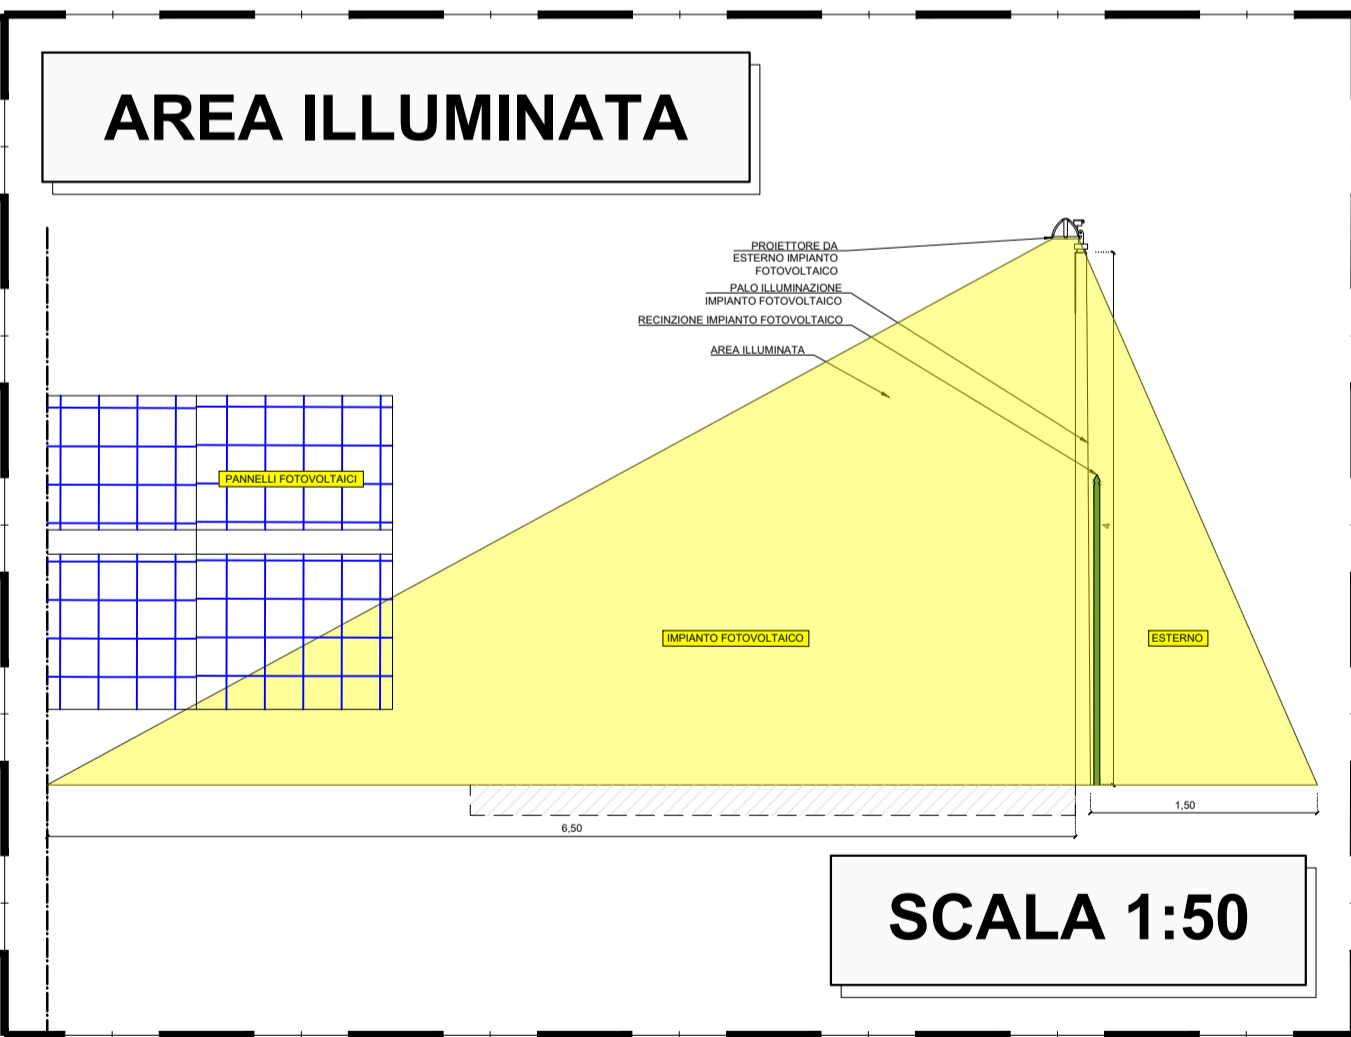 AREA ILLUMINATA
PROIETTORE DA
ESTERNO IMPIANTO
FOTOVOLTAICO
PALO ILLUMINAZIONE
IMPIANTO FOTOVOLTAICO
RECINZIONE IMPIANTO FOTOVOLTAICO
AREA ILLUMINATA
PANNELLI FOTOVOLTAICI
4
IMPIANTO FOTOVOLTAICO
ESTERNO
1,50
6,50
SCALA 1:50